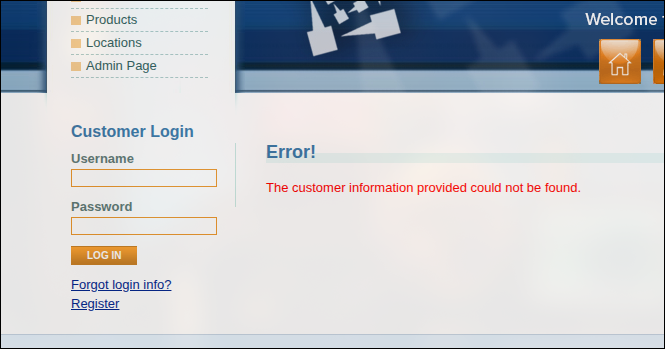 Products
Locations
Admin Page
Welcome
Customer Login
Username
Password
LOG IN
Forgot login info?
Register
Error!
The customer information provided could not be found.